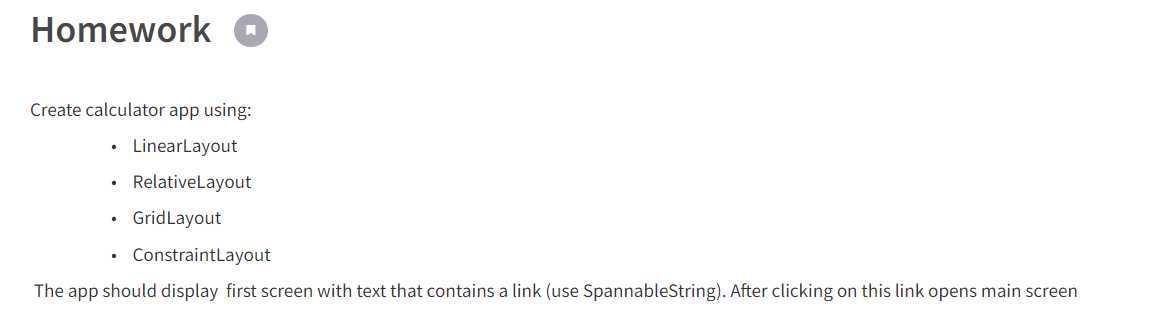 Homework
Create calculator app using:
• LinearLayout
• RelativeLayout
• GridLayout
• ConstraintLayout
The app should display first screen with text that contains a link (use SpannableString). After clicking on this link opens main screen